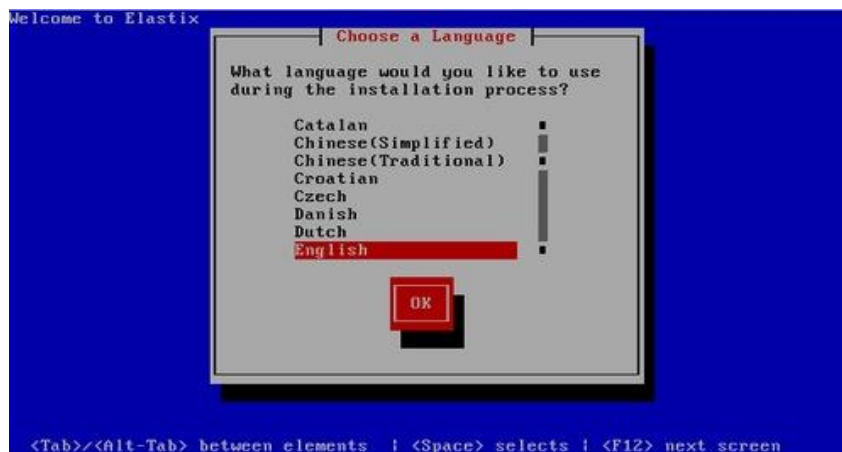 Welcome to Elastix
Choose a Language
What language would you like to use
during the installation process?
Catalan
Chinese(Simplified)
Chinese(Traditional)
Croatian
Czech
Danish
Dutch
English
OK
<Tab>/<Alt-Tab> between elements | <Space> selects | <F12> next screen